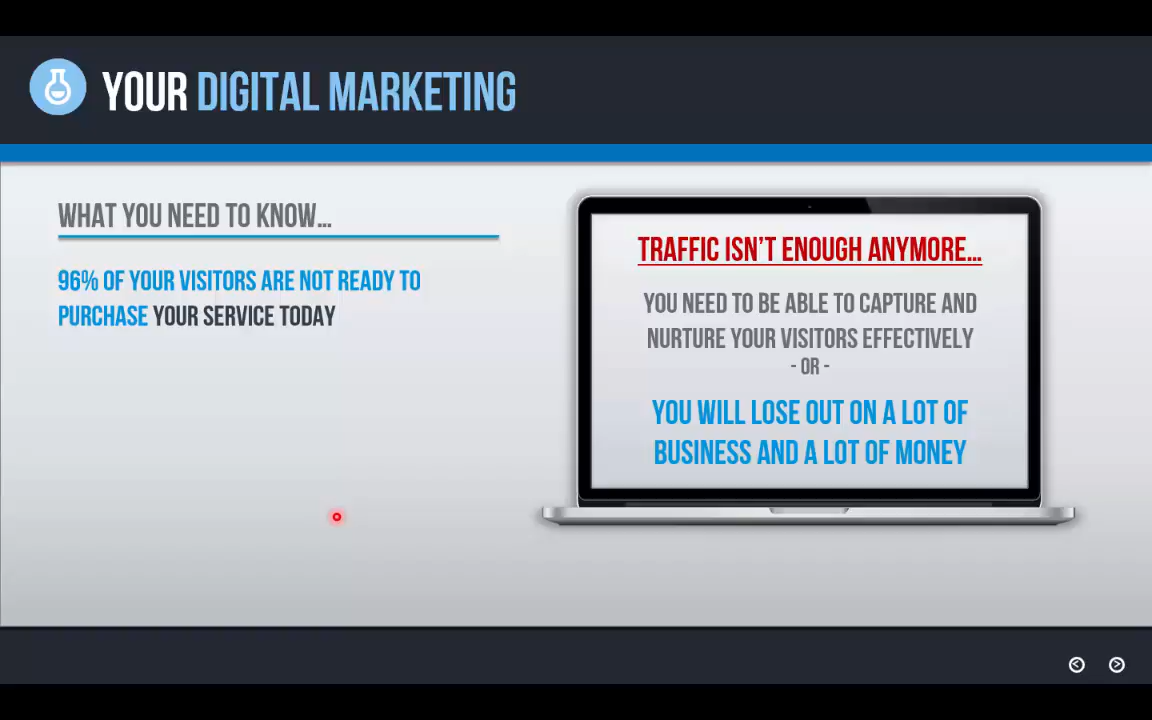 YOUR DIGITAL MARKETING
WHAT YOU NEED TO KNOW...
96% OF YOUR VISITORS ARE NOT READY TO
PURCHASE YOUR SERVICE TODAY
TRAFFIC ISN'T ENOUGH ANYMORE...
YOU NEED TO BE ABLE TO CAPTURE AND
NURTURE YOUR VISITORS EFFECTIVELY
- OR -
YOU WILL LOSE OUT ON A LOT OF
BUSINESS AND A LOT OF MONEY